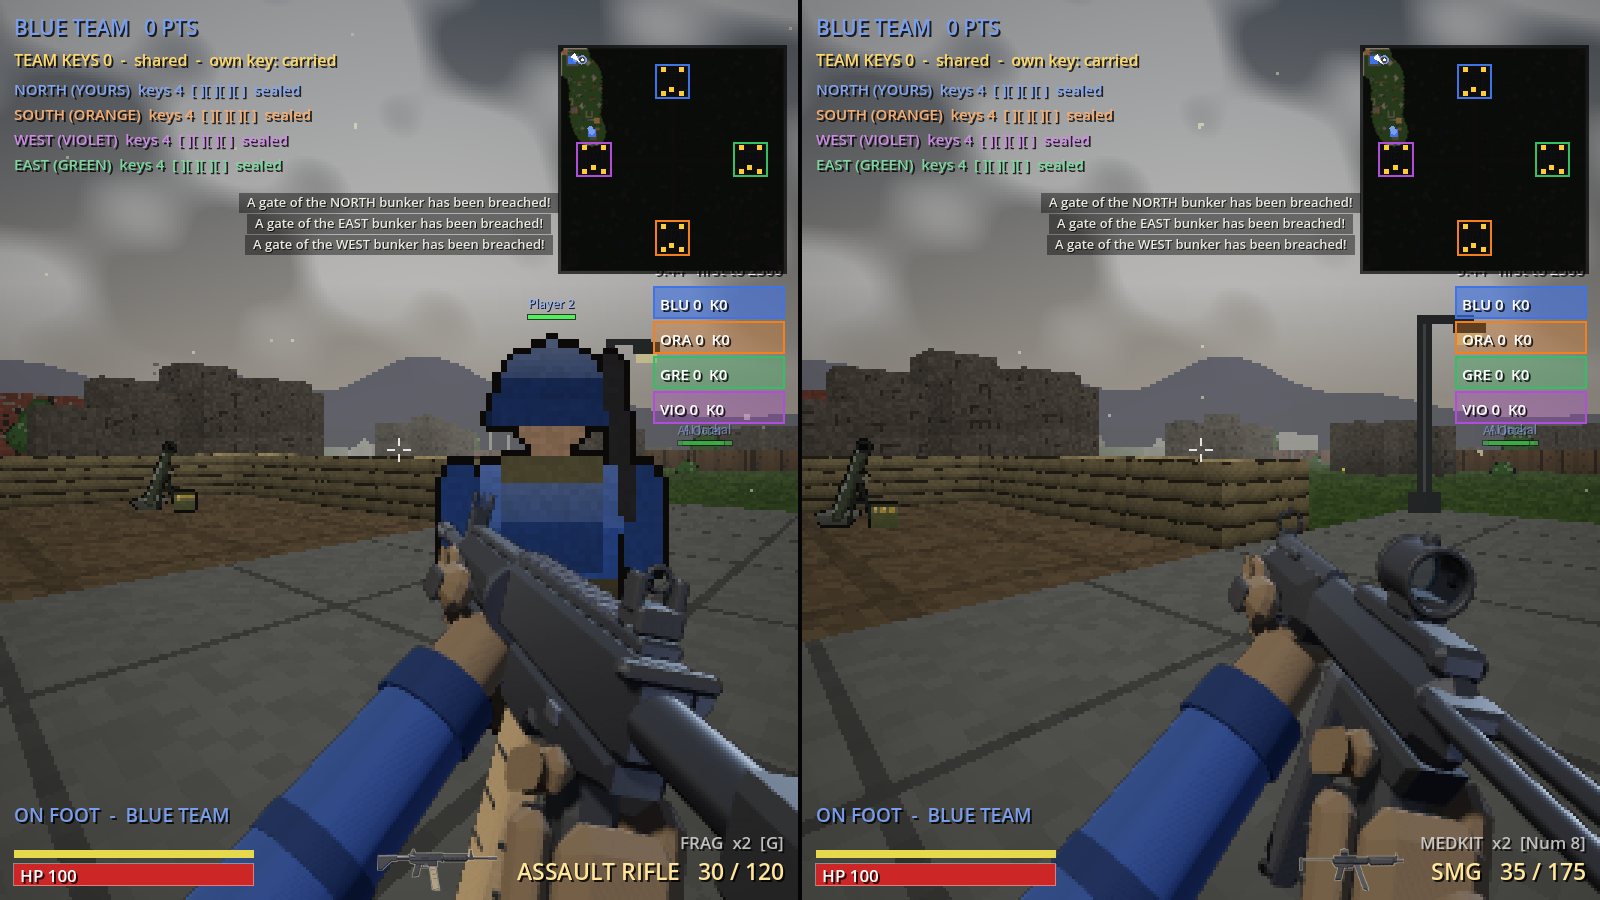 BLUE TEAM 0 PTS
TEAM KEYS 0 - shared - own key: carried
NORTH (YOURS) keys 4 [ ][ ][ ][ ] sealed
SOUTH (ORANGE) keys 4 [ ][ ][ ][ ] sealed
WEST (VIOLET) keys 4 [ ][ ][ ][ ] sealed
EAST (GREEN) keys 4 [ ][ ][ ][ ] sealed
A gate of the NORTH bunker has been breached!
A gate of the EAST bunker has been breached!
A gate of the WEST bunker has been breached!
Player 2
BLU 0 K0
ORA 0 K0
GRE 0 K0
VIO 0 K0
ON FOOT - BLUE TEAM
HP 100
FRAG x2 [G]
ASSAULT RIFLE 30 / 120
BLUE TEAM 0 PTS
TEAM KEYS 0 - shared - own key: carried
NORTH (YOURS) keys 4 [ ][ ][ ][ ] sealed
SOUTH (ORANGE) keys 4 [ ][ ][ ][ ] sealed
WEST (VIOLET) keys 4 [ ][ ][ ][ ] sealed
EAST (GREEN) keys 4 [ ][ ][ ][ ] sealed
A gate of the NORTH bunker has been breached!
A gate of the EAST bunker has been breached!
A gate of the WEST bunker has been breached!
BLU 0 K0
ORA 0 K0
GRE 0 K0
VIO 0 K0
ON FOOT - BLUE TEAM
HP 100
MEDKIT x2 [Num 8]
SMG 35 / 175